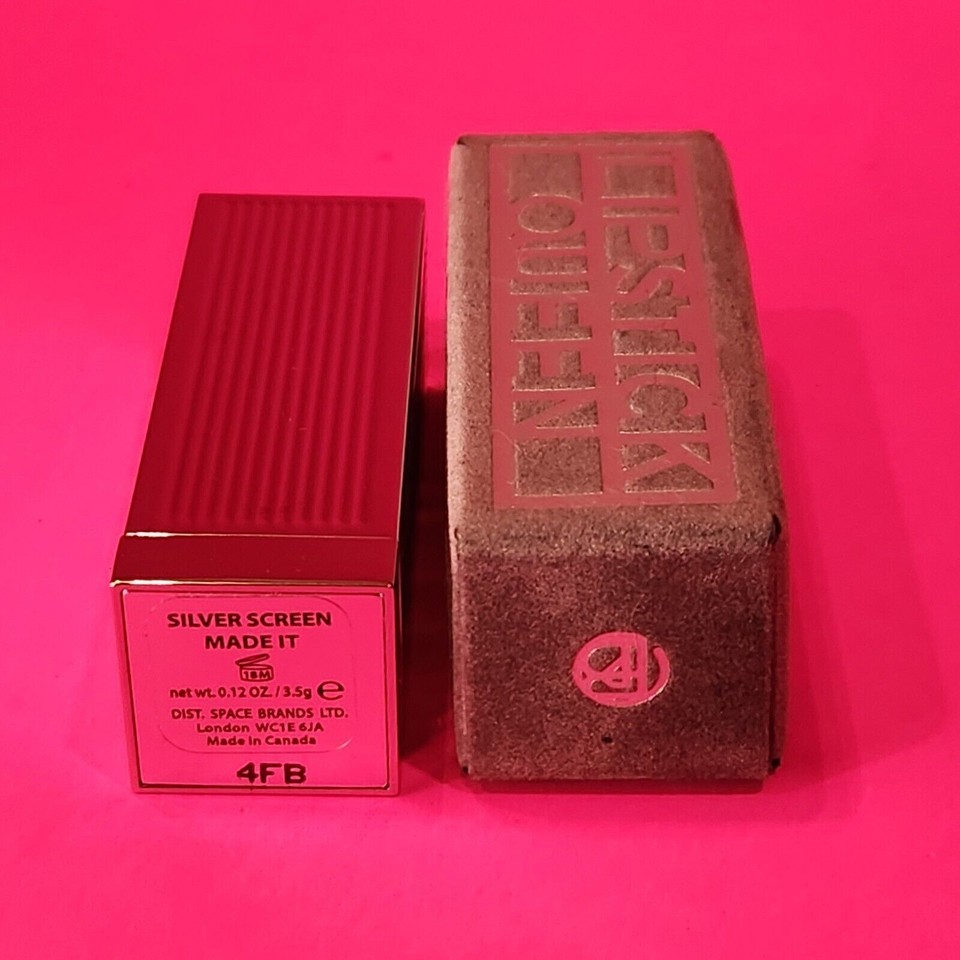 SILVER SCREEN
MADE IT
18M
net wt. 0.12 OZ. / 3.5g e
DIST. SPACE BRANDS LTD.
London WC1E 6JA
Made in Canada
4FB
LIPSTICK